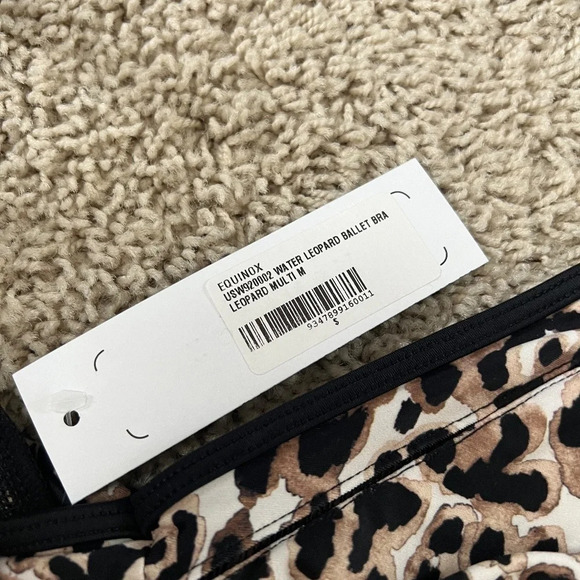 EQUINOX
USW920002 WATER LEOPARD BALLET BRA
LEOPARD MULTI M
9347899160011
$